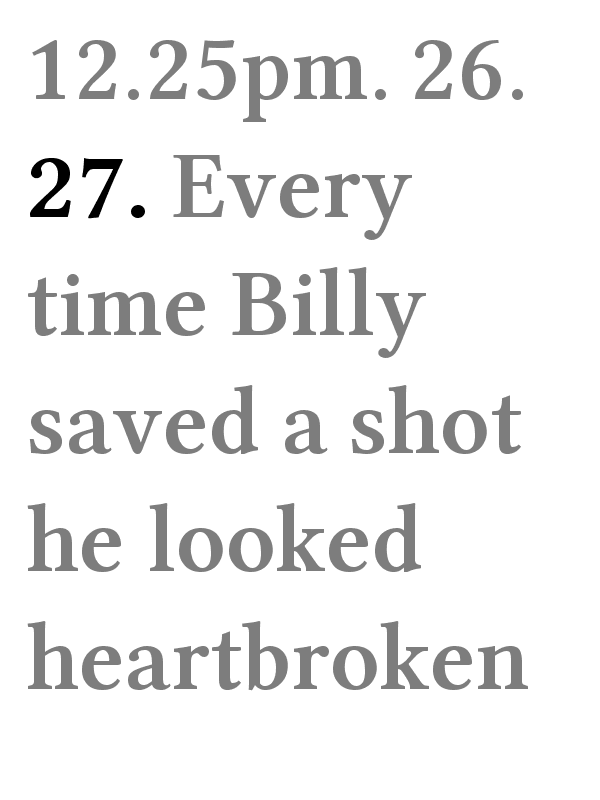 12.25pm. 26.
27. Every
time Billy
saved a shot
he looked
heartbroken